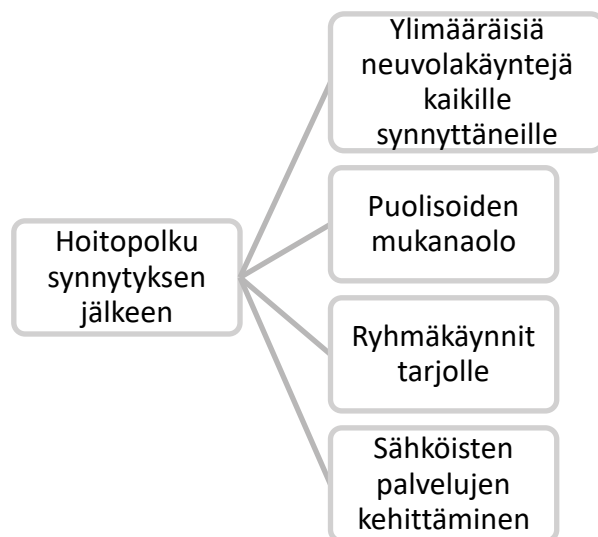 Hoitopolku
synnytyksen
jälkeen
Ylimääräisiä
neuvolakäyntejä
kaikille
synnyttäneille
Puolisoiden
mukanaolo
Ryhmäkäynnit
tarjolle
Sähköisten
palvelujen
kehittäminen